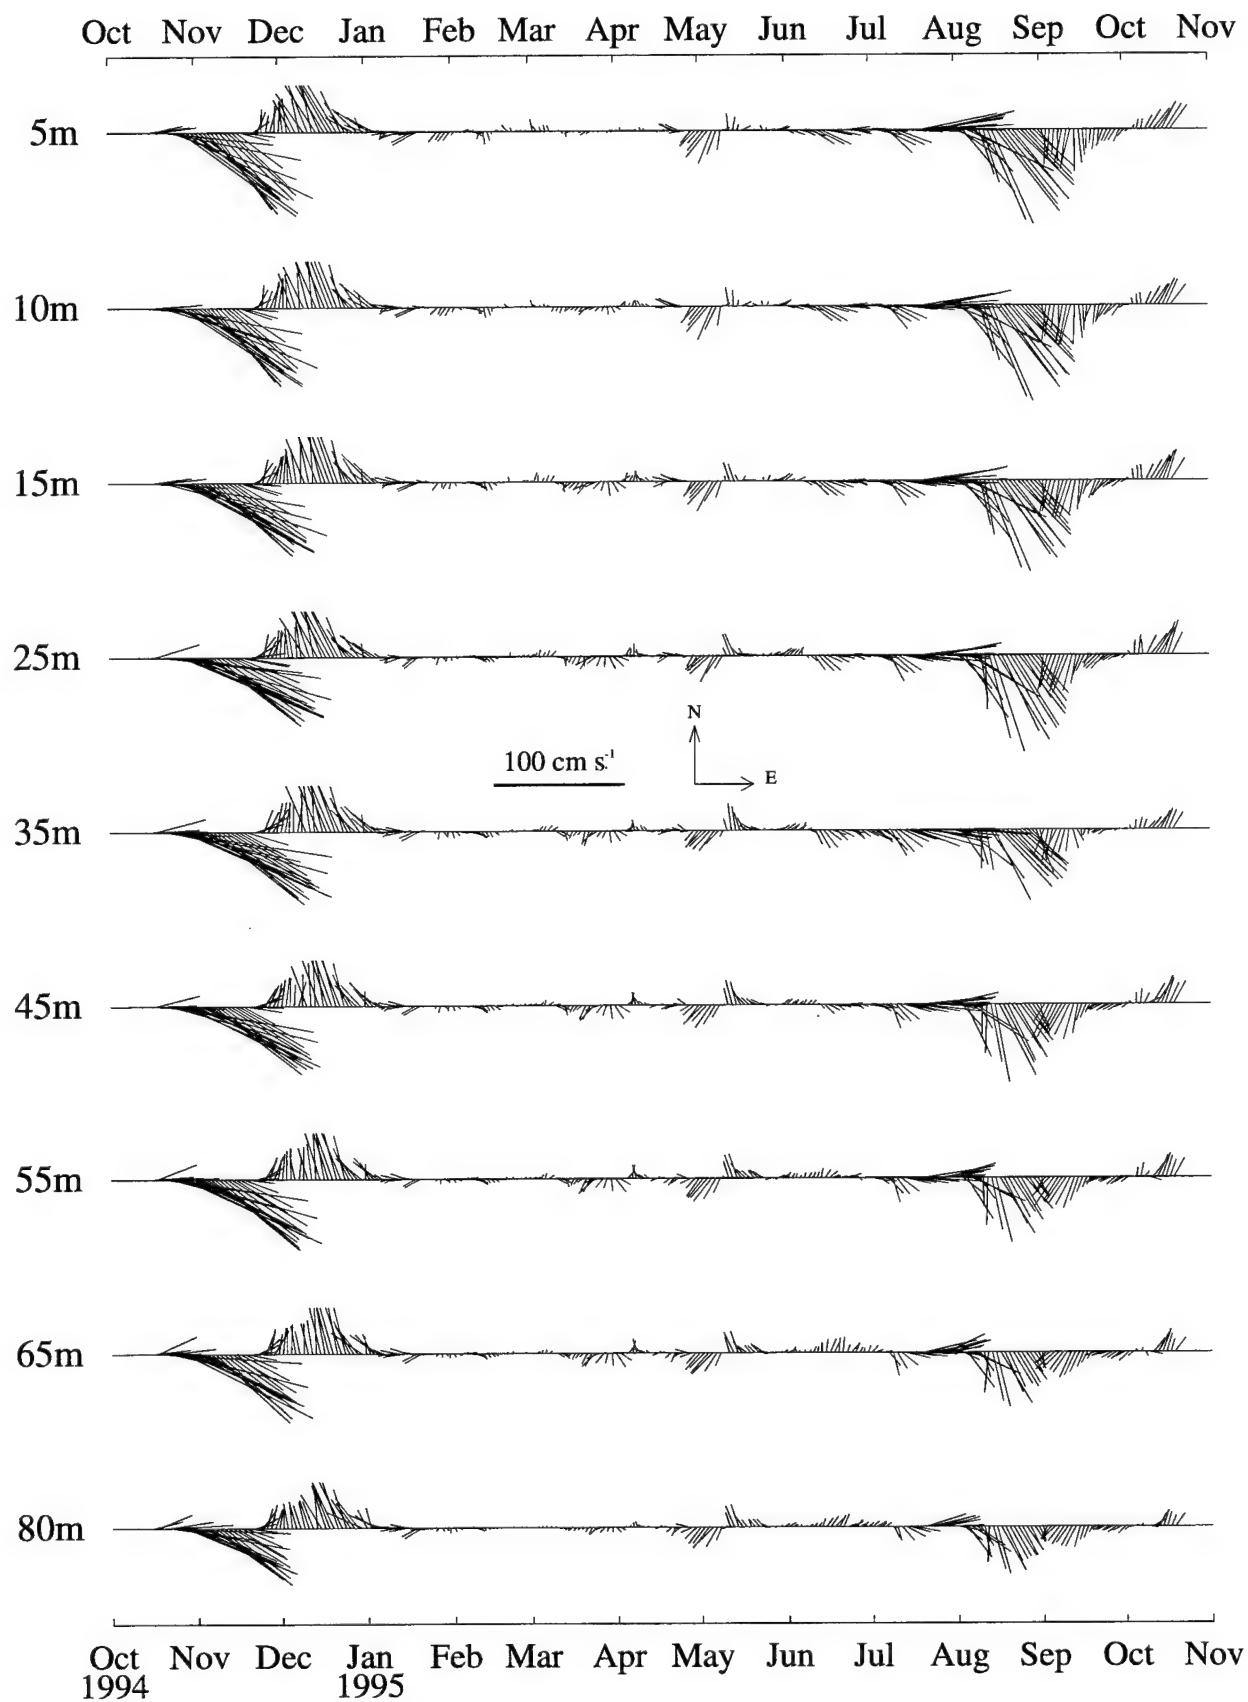 Oct Nov Dec Jan Feb Mar Apr May Jun Jul Aug Sep Oct Nov
5m
10m
15m
25m
N
100 cm s⁻¹
E
35m
45m
55m
65m
80m
Oct Nov Dec Jan Feb Mar Apr May Jun Jul Aug Sep Oct Nov
1994 1995